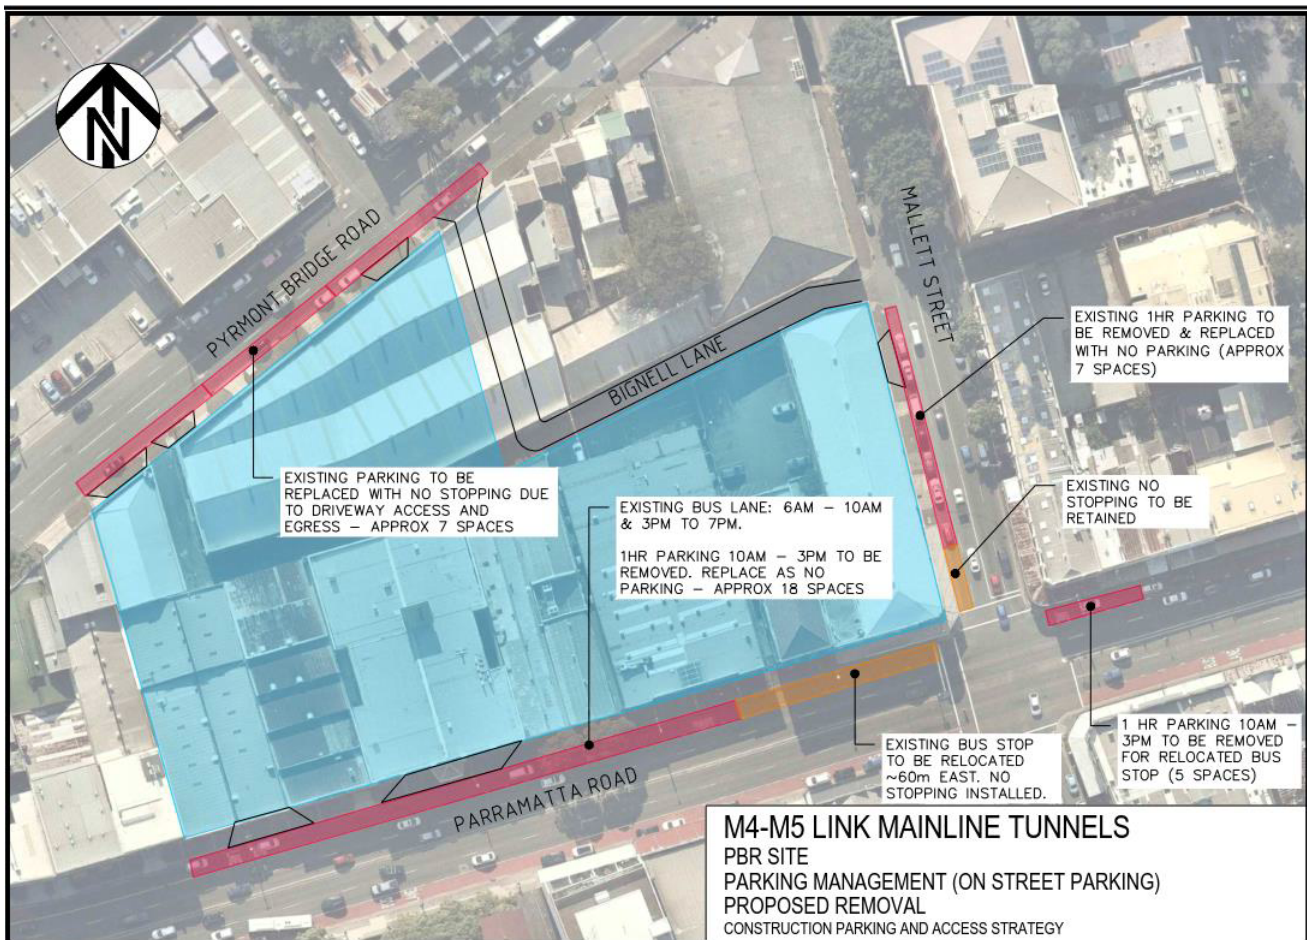 N
PYRMONT BRIDGE ROAD
MALLETT STREET
BIGNELL LANE
EXISTING 1HR PARKING TO
BE REMOVED & REPLACED
WITH NO PARKING (APPROX
7 SPACES)
EXISTING PARKING TO BE
REPLACED WITH NO STOPPING DUE
TO DRIVEWAY ACCESS AND
EGRESS – APPROX 7 SPACES
EXISTING BUS LANE: 6AM – 10AM
& 3PM TO 7PM.
1HR PARKING 10AM – 3PM TO BE
REMOVED. REPLACE AS NO
PARKING – APPROX 18 SPACES
EXISTING NO
STOPPING TO BE
RETAINED
PARRAMATTA ROAD
EXISTING BUS STOP
TO BE RELOCATED
~60m EAST. NO
STOPPING INSTALLED.
1 HR PARKING 10AM –
3PM TO BE REMOVED
FOR RELOCATED BUS
STOP (5 SPACES)
M4-M5 LINK MAINLINE TUNNELS
PBR SITE
PARKING MANAGEMENT (ON STREET PARKING)
PROPOSED REMOVAL
CONSTRUCTION PARKING AND ACCESS STRATEGY